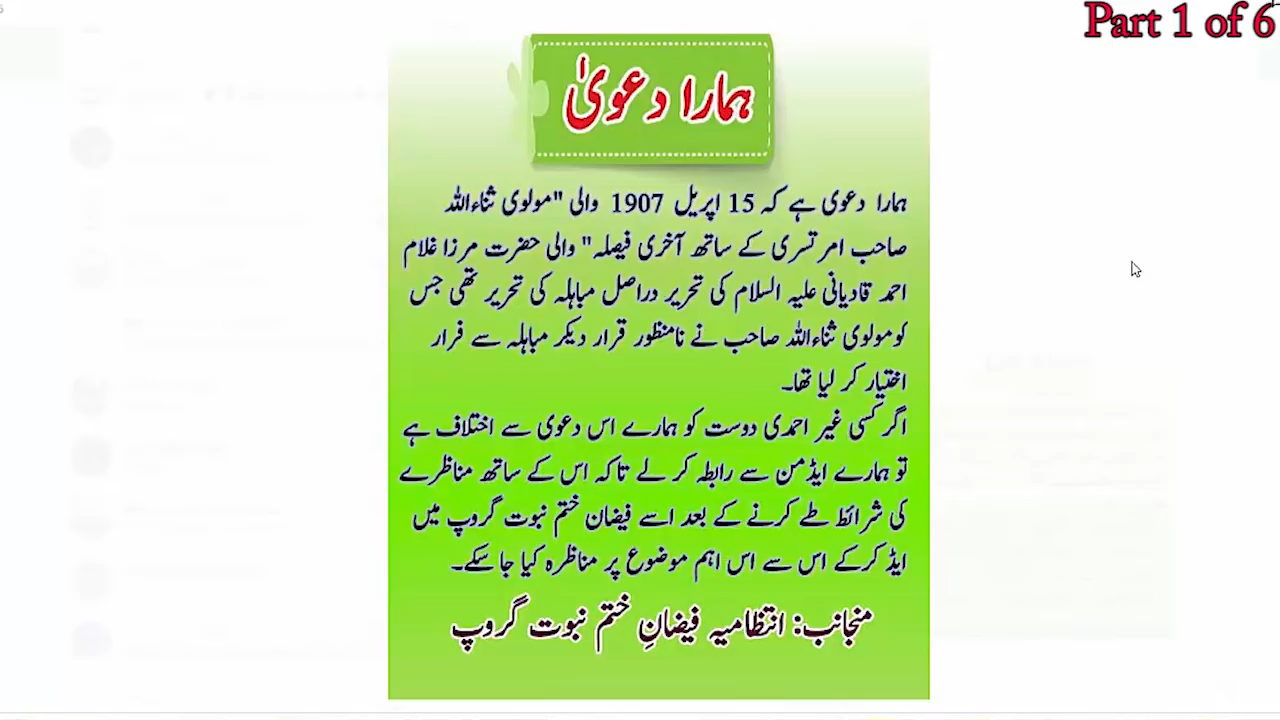 Part 1 of 6
ہمارا دعویٰ
ہمارا دعوی ہے کہ 15 اپریل 1907 والی "مولوی ثناءاللہ
صاحب امرتسری کے ساتھ آخری فیصلہ" والی حضرت مرزا غلام
احمد قادیانی علیہ السلام کی تحریر دراصل مباہلہ کی تحریر تھی جس
کومولوی ثناءاللہ صاحب نے نامنظور قرار دیکر مباہلہ سے فرار
اختیار کر لیا تھا۔
اگر کسی غیر احمدی دوست کو ہمارے اس دعوی سے اختلاف ہے
تو ہمارے ایڈمن سے رابطہ کر لے تاکہ اس کے ساتھ مناظرے
کی شرائط طے کرنے کے بعد اسے فیضان ختم نبوت گروپ میں
ایڈ کرکے اس سے اس اہم موضوع پر مناظرہ کیا جا سکے۔
منجانب: انتظامیہ فیضانِ ختم نبوت گروپ